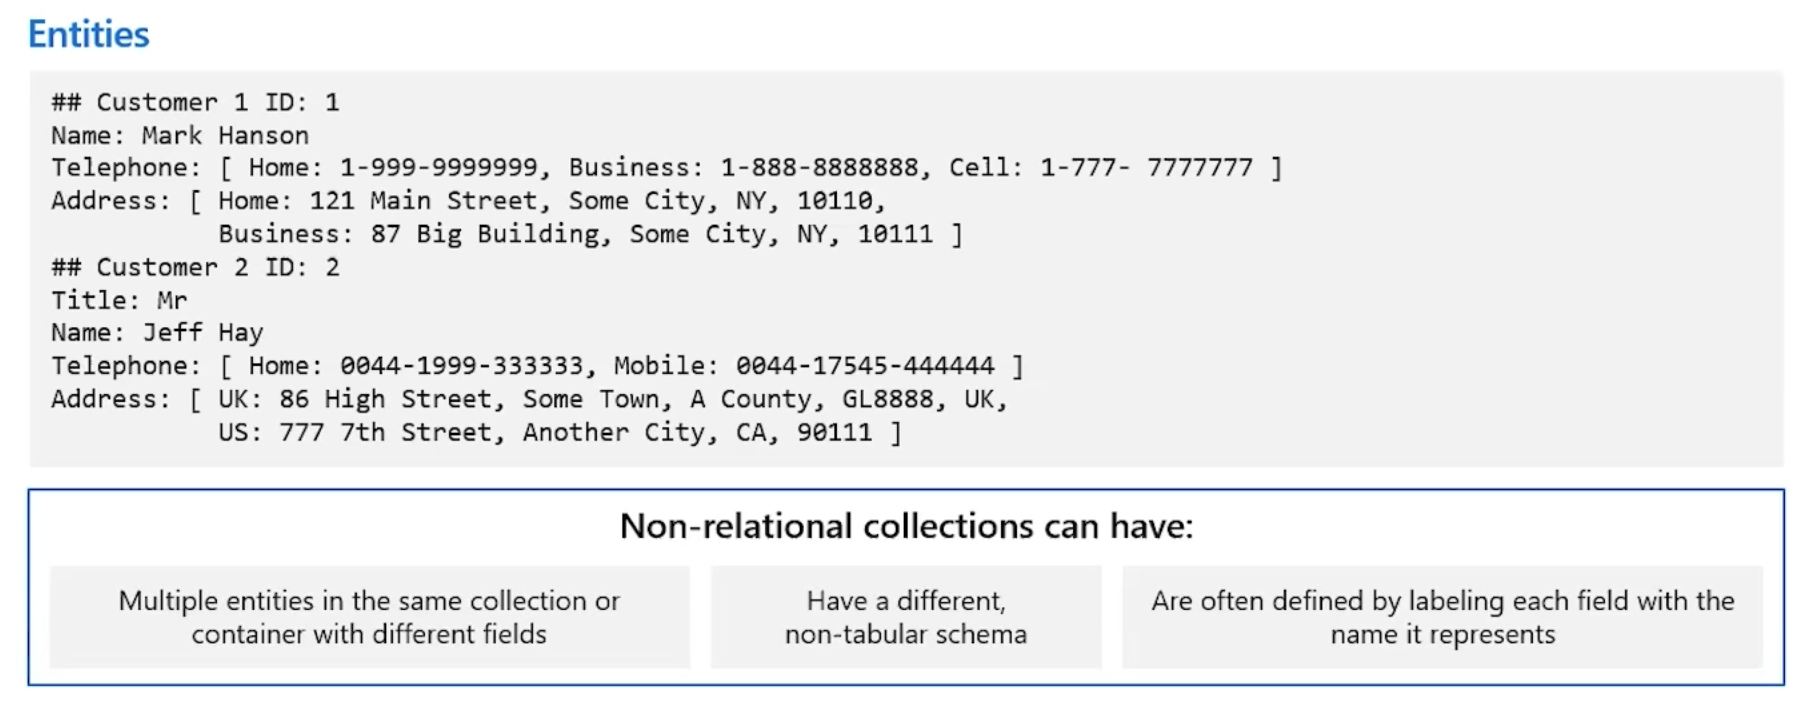 Entities
## Customer 1 ID: 1
Name: Mark Hanson
Telephone: [ Home: 1-999-9999999, Business: 1-888-8888888, Cell: 1-777- 7777777 ]
Address: [ Home: 121 Main Street, Some City, NY, 10110,
Business: 87 Big Building, Some City, NY, 10111 ]
## Customer 2 ID: 2
Title: Mr
Name: Jeff Hay
Telephone: [ Home: 0044-1999-333333, Mobile: 0044-17545-444444 ]
Address: [ UK: 86 High Street, Some Town, A County, GL8888, UK,
US: 777 7th Street, Another City, CA, 90111 ]
Non-relational collections can have:
Multiple entities in the same collection or
container with different fields
Have a different,
non-tabular schema
Are often defined by labeling each field with the
name it represents